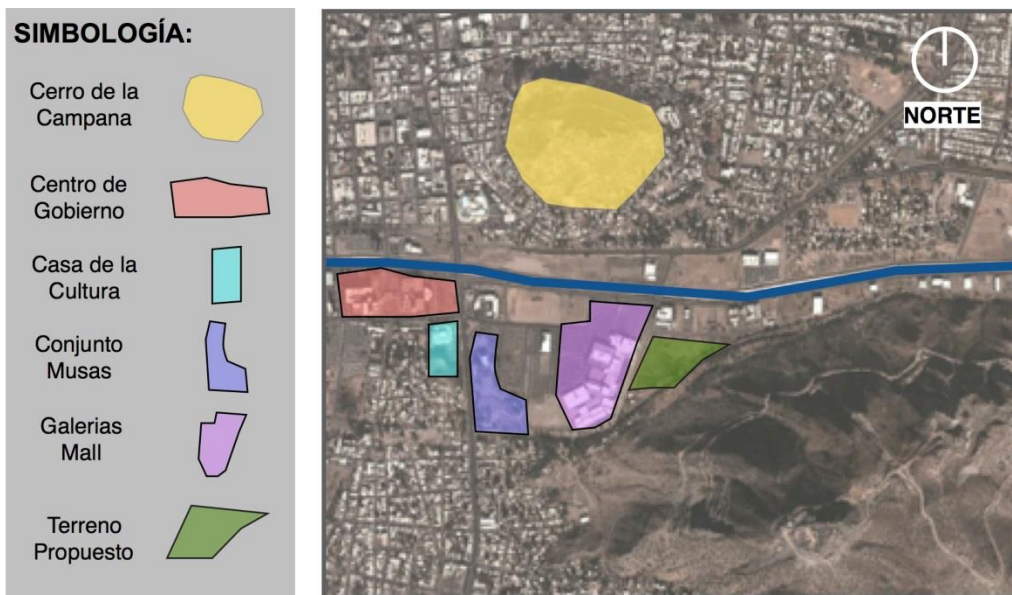 SIMBOLOGÍA:
Cerro de la
Campana
Centro de
Gobierno
Casa de la
Cultura
Conjunto
Musas
Galerias
Mall
Terreno
Propuesto
NORTE